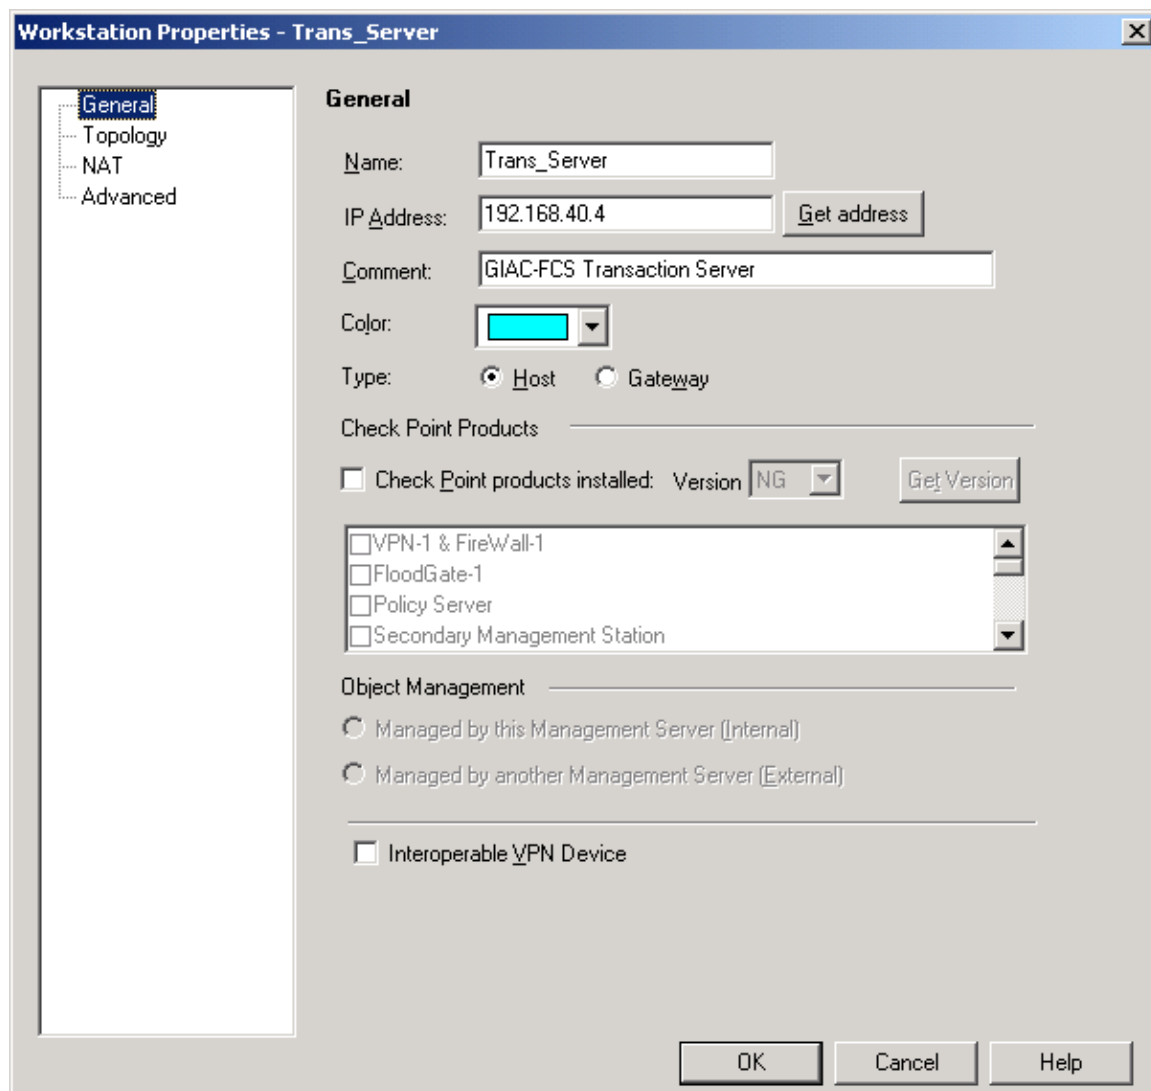 Workstation Properties - Trans_Server
General
Topology
NAT
Advanced
General
Name: Trans_Server
IP Address: 192.168.40.4 Get address
Comment: GIAC-FCS Transaction Server
Color:
Type: Host Gateway
Check Point Products
Check Point products installed: Version NG Get Version
VPN-1 & FireWall-1
FloodGate-1
Policy Server
Secondary Management Station
Object Management
Managed by this Management Server (Internal)
Managed by another Management Server (External)
Interoperable VPN Device
OK Cancel Help